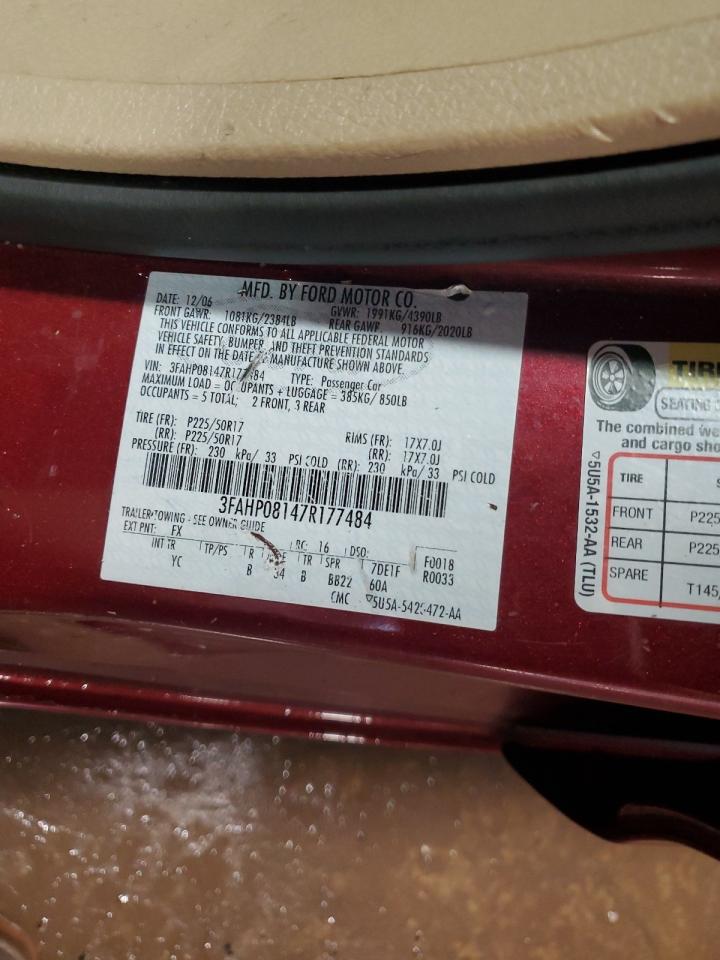 MFD. BY FORD MOTOR CO.
DATE: 12/06 GVWR: 1991KG/4390LB
FRONT GAWR: 1081KG/2384LB REAR GAWR: 916KG/2020LB
THIS VEHICLE CONFORMS TO ALL APPLICABLE FEDERAL MOTOR
VEHICLE SAFETY, BUMPER, AND THEFT PREVENTION STANDARDS
IN EFFECT ON THE DATE MANUFACTURE SHOWN ABOVE.
VIN: 3FAHP08147R177484 TYPE: Passenger Car
MAXIMUM LOAD = OCCUPANTS + LUGGAGE = 385KG/ 850LB
OCCUPANTS = 5 TOTAL, 2 FRONT, 3 REAR
TIRE (FR): P225/50R17 RIMS (FR): 17X7.0J
(RR): P225/50R17 (RR): 17X7.0J
PRESSURE (FR): 230 kPa/ 33 PSI COLD (RR): 230 kPa/ 33 PSI COLD
3FAHP08147R177484
TRAILER TOWING - SEE OWNER GUIDE
EXT PNT: FX RC: 16 DSO: F0018
INT TR TP/PS R TR SPR 7DE1F R0033
YC B 34 B BB22 60A
CMC ▽5U5A-5420472-AA
▽5U5A-1532-AA (TLU)
SEATING
The combined
and cargo
TIRE
FRONT P225
REAR P225
SPARE T145